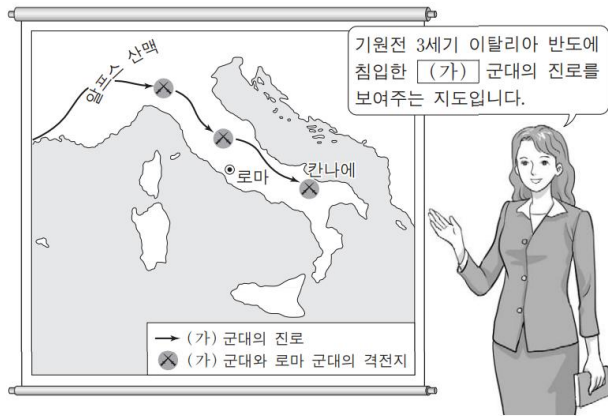 기원전 3세기 이탈리아 반도에
침입한 (가) 군대의 진로를
보여주는 지도입니다.
알프스 산맥
로마
칸나에
(가) 군대의 진로
(가) 군대와 로마 군대의 격전지